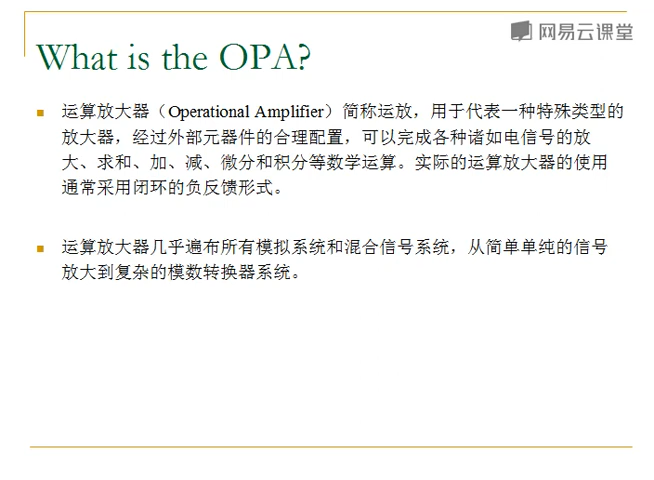 网易云课堂
What is the OPA?
运算放大器（Operational Amplifier）简称运放，用于代表一种特殊类型的
放大器，经过外部元器件的合理配置，可以完成各种诸如电信号的放
大、求和、加、减、微分和积分等数学运算。实际的运算放大器的使用
通常采用闭环的负反馈形式。
运算放大器几乎遍布所有模拟系统和混合信号系统，从简单单纯的信号
放大到复杂的模数转换器系统。